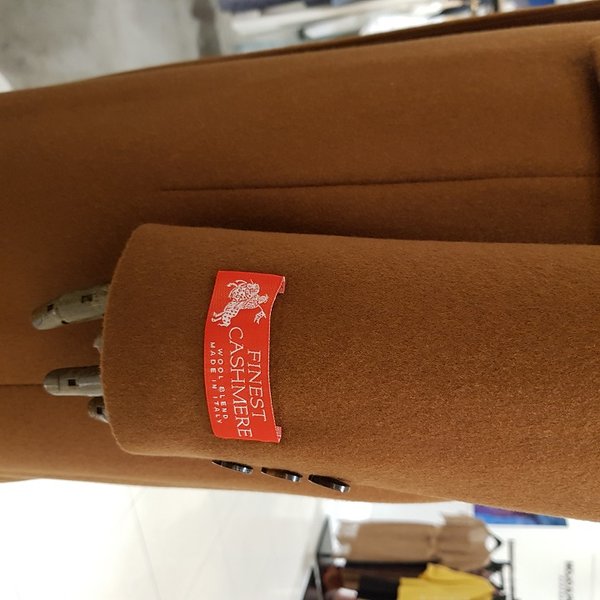 FINEST
CASHMERE
WOOL BLEND
MADE IN ITALY